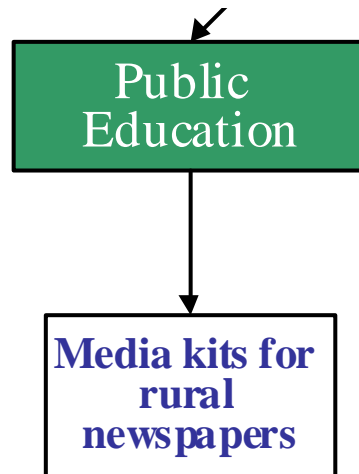 Public
Education
Media kits for
rural
newspapers